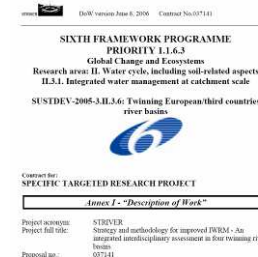 DoW version June 6, 2006 Contract No.037141
SIXTH FRAMEWORK PROGRAMME
PRIORITY 1.1.6.3
Global Change and Ecosystems
Research area: II. Water cycle, including soil-related aspects
II.3.1. Integrated water management at catchment scale
SUSTDEV-2005-3.II.3.6: Twinning European/third countries
river basins
6
Contract for:
SPECIFIC TARGETED RESEARCH PROJECT
Annex I - "Description of Work"
Project acronym: STRIVER
Project full title: Strategy and methodology for improved IWRM - An
integrated interdisciplinary assessment in four twinning ri
basins
Proposal no.: 037141